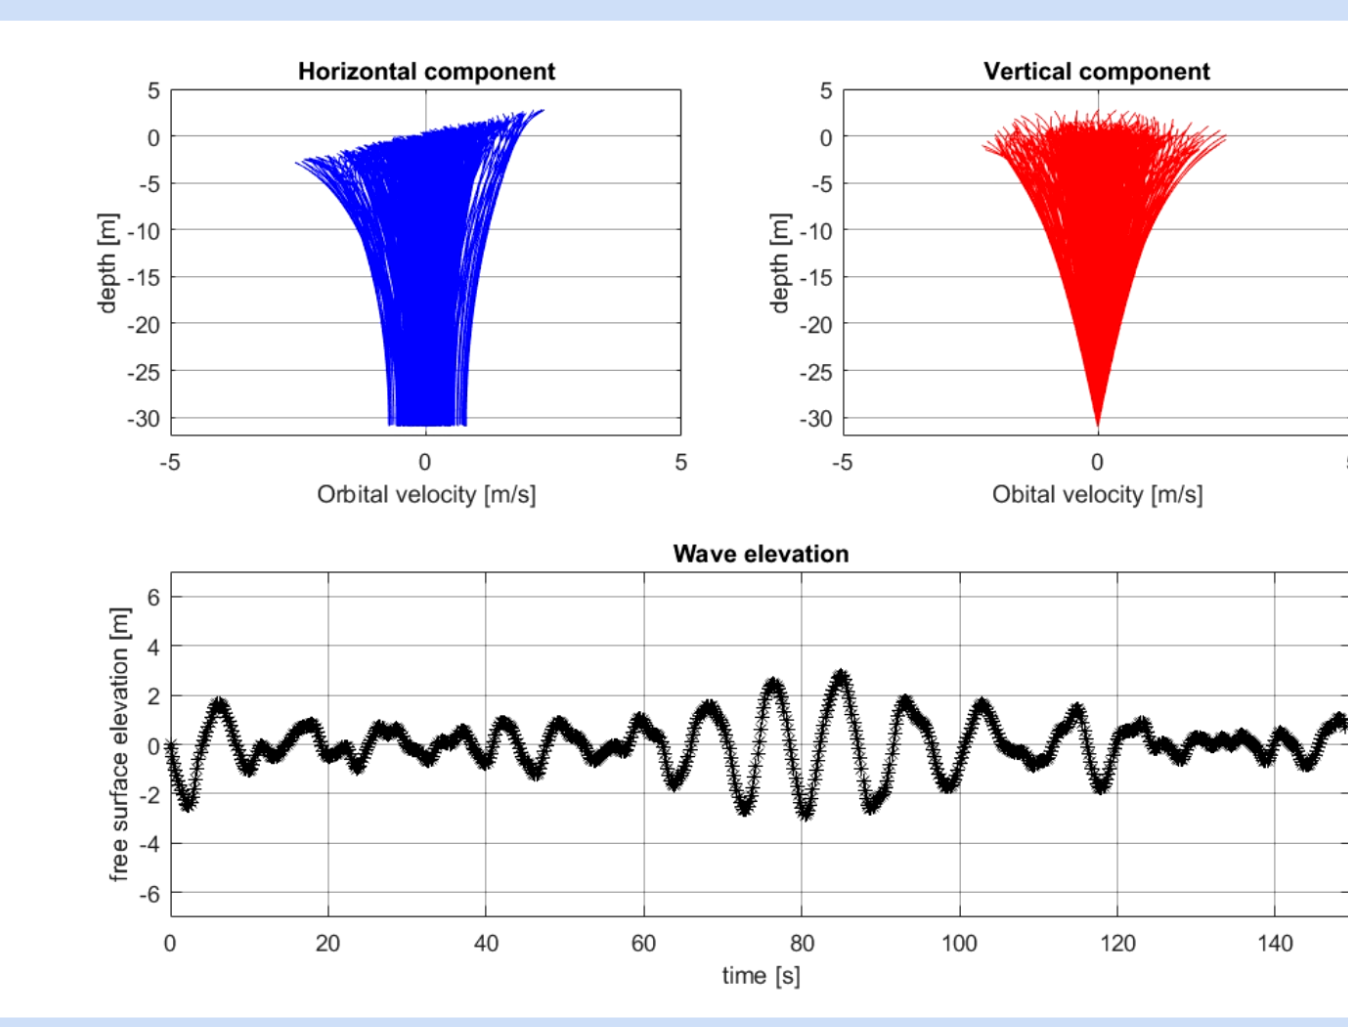 Horizontal component
Vertical component
5
0
-5
-10
-15
-20
-25
-30
depth [m]
-5 0 5
Orbital velocity [m/s]
5
0
-5
-10
-15
-20
-25
-30
depth [m]
-5 0
Obital velocity [m/s]
Wave elevation
6
4
2
0
-2
-4
-6
free surface elevation [m]
0 20 40 60 80 100 120 140
time [s]